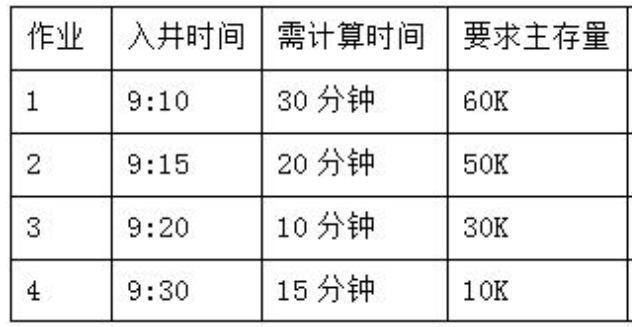 作业 入井时间 需计算时间 要求主存量
1 9:10 30 分钟 60K
2 9:15 20 分钟 50K
3 9:20 10 分钟 30K
4 9:30 15 分钟 10K